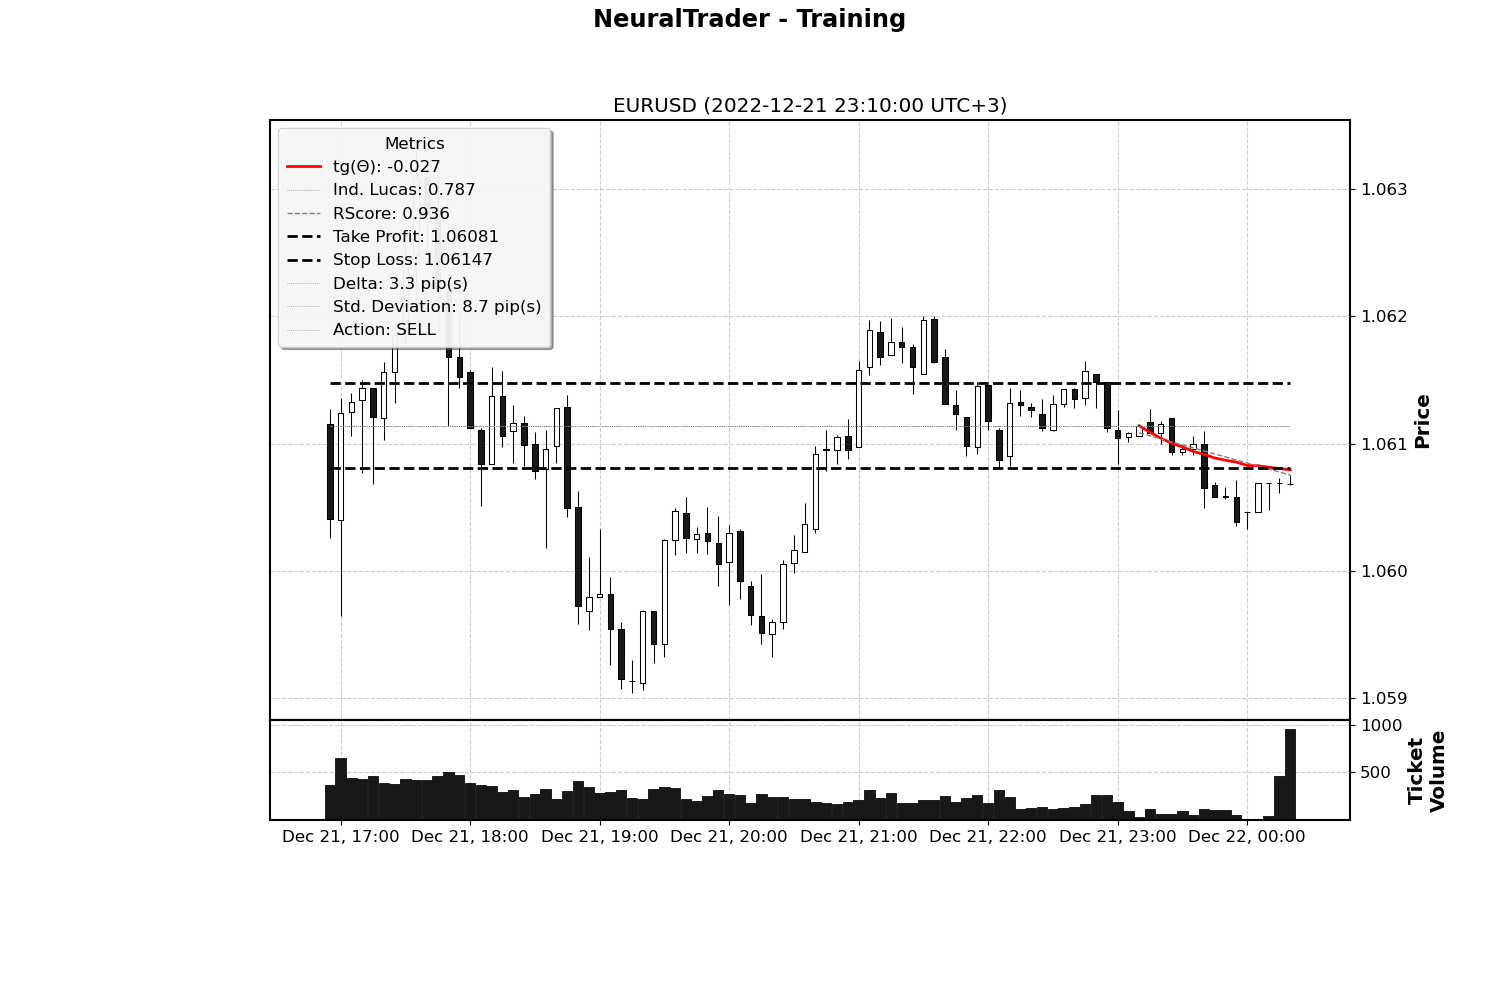 NeuralTrader - Training
EURUSD (2022-12-21 23:10:00 UTC+3)
Metrics
tg(Θ): -0.027
Ind. Lucas: 0.787
RScore: 0.936
Take Profit: 1.06081
Stop Loss: 1.06147
Delta: 3.3 pip(s)
Std. Deviation: 8.7 pip(s)
Action: SELL
1.063
1.062
1.061
1.060
1.059
Price
1000
500
Ticket
Volume
Dec 21, 17:00 Dec 21, 18:00 Dec 21, 19:00 Dec 21, 20:00 Dec 21, 21:00 Dec 21, 22:00 Dec 21, 23:00 Dec 22, 00:00